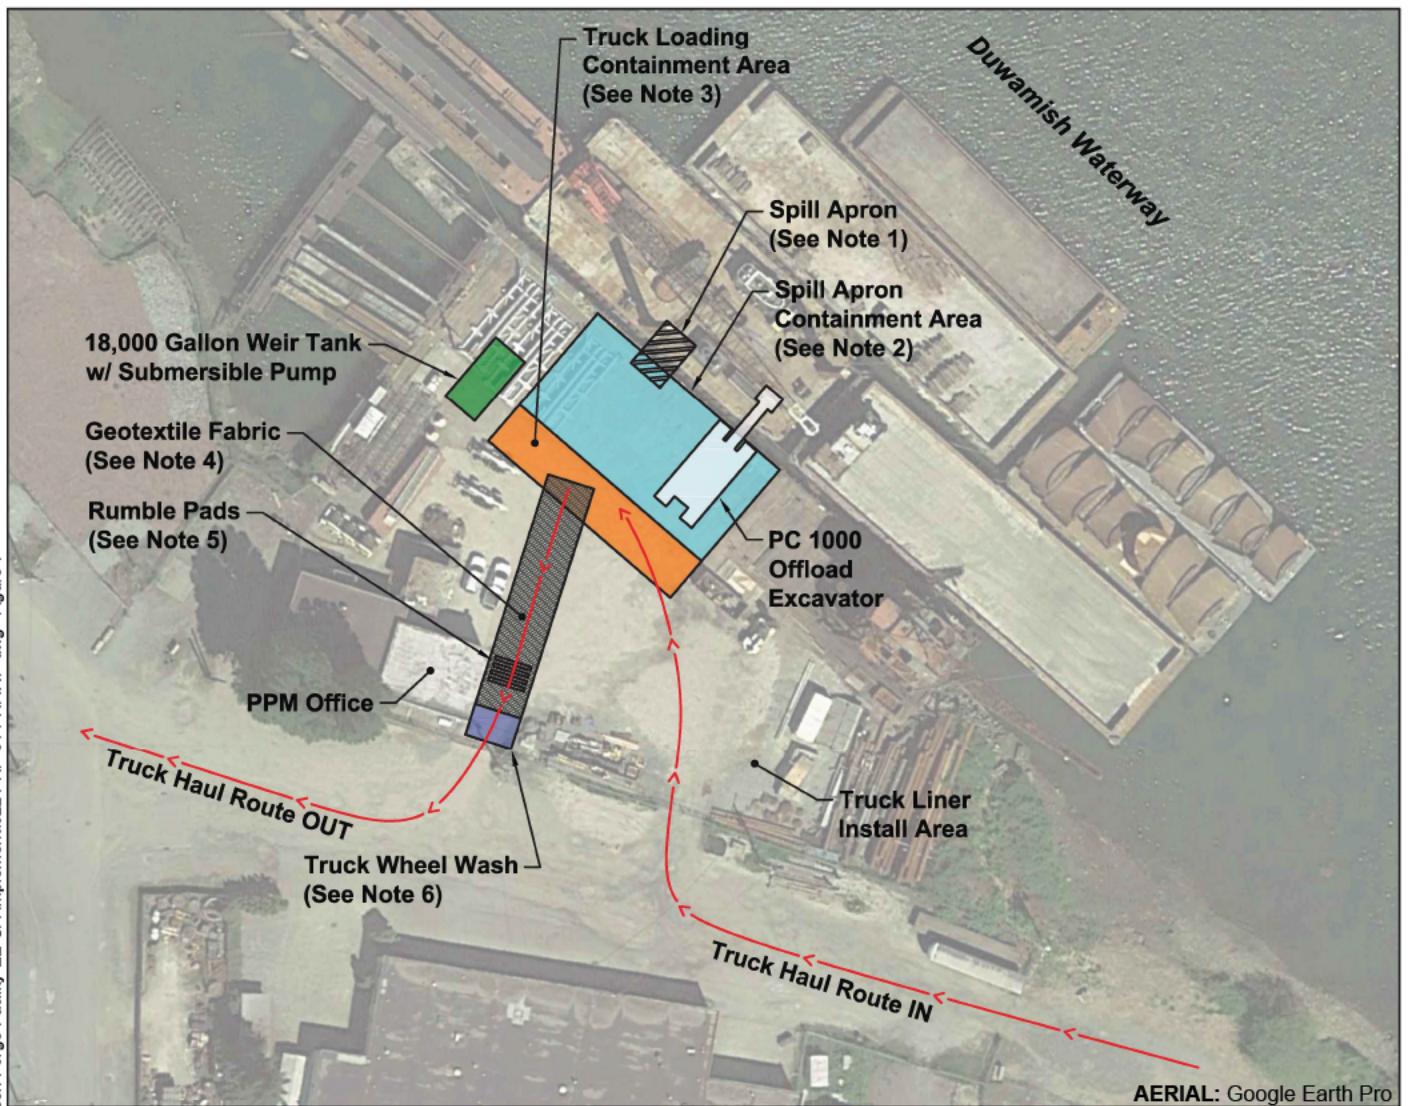 Truck Loading
Containment Area
(See Note 3)
Duwamish Waterway
Spill Apron
(See Note 1)
Spill Apron
Containment Area
(See Note 2)
18,000 Gallon Weir Tank
w/ Submersible Pump
Geotextile Fabric
(See Note 4)
Rumble Pads
(See Note 5)
PC 1000
Offload
Excavator
PPM Office
Truck Haul Route OUT
Truck Liner
Install Area
Truck Wheel Wash
(See Note 6)
Truck Haul Route IN
AERIAL: Google Earth Pro